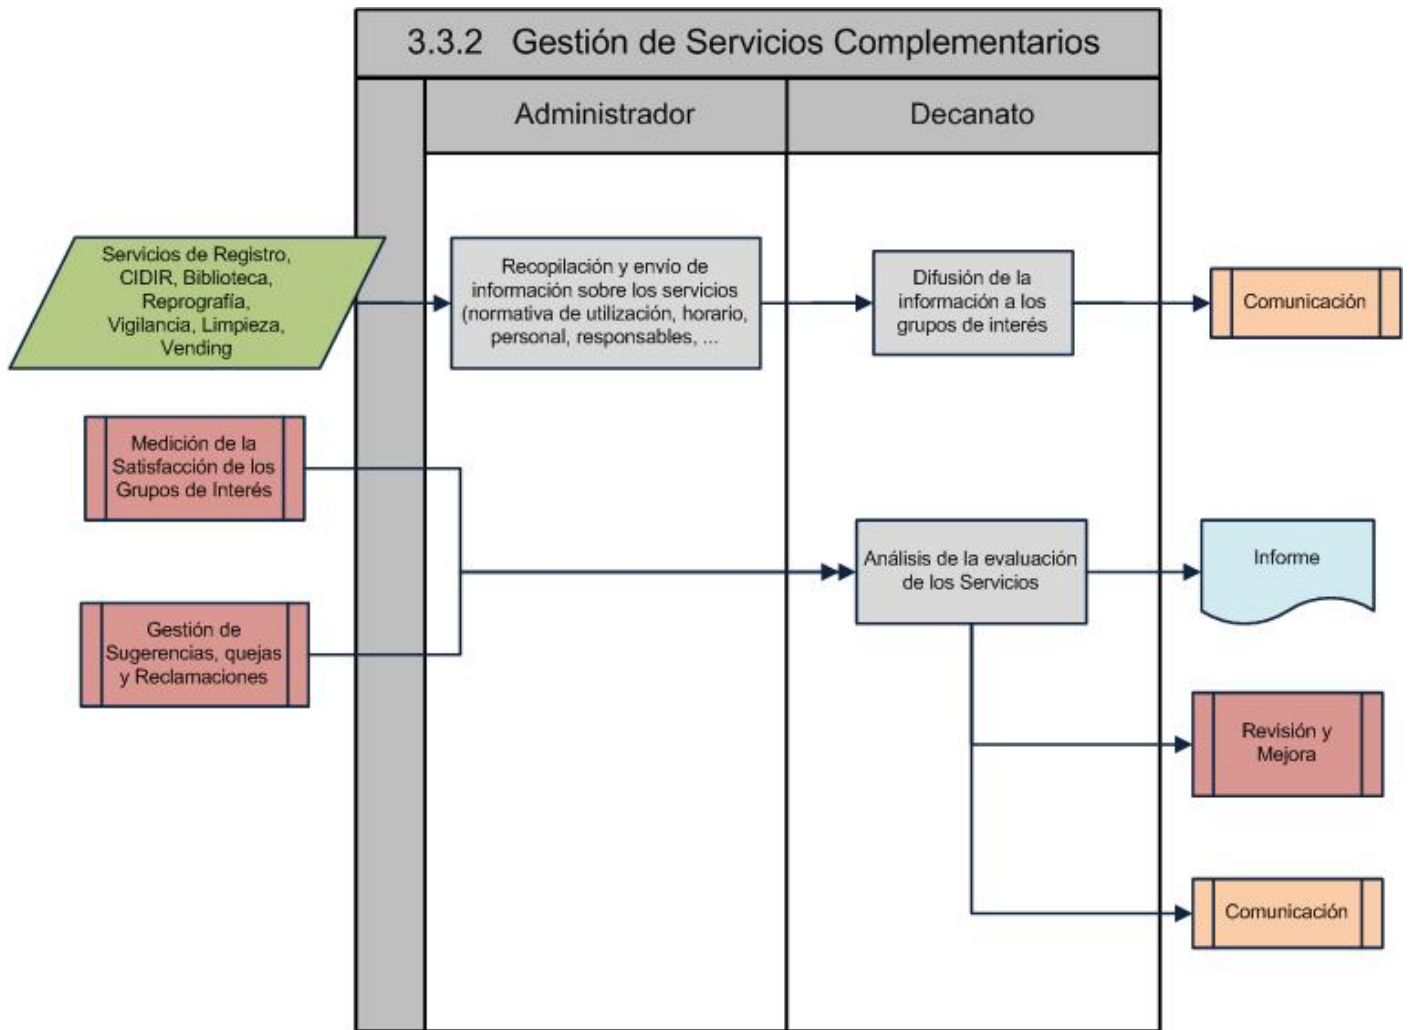 3.3.2 Gestión de Servicios Complementarios
Administrador
Decanato
Servicios de Registro,
CIDIR, Biblioteca,
Reprografía,
Vigilancia, Limpieza,
Vending
Recopilación y envío de
información sobre los servicios
(normativa de utilización, horario,
personal, responsables, ...
Difusión de la
información a los
grupos de interés
Comunicación
Medición de la
Satisfacción de los
Grupos de Interés
Gestión de
Sugerencias, quejas
y Reclamaciones
Análisis de la evaluación
de los Servicios
Informe
Revisión y
Mejora
Comunicación